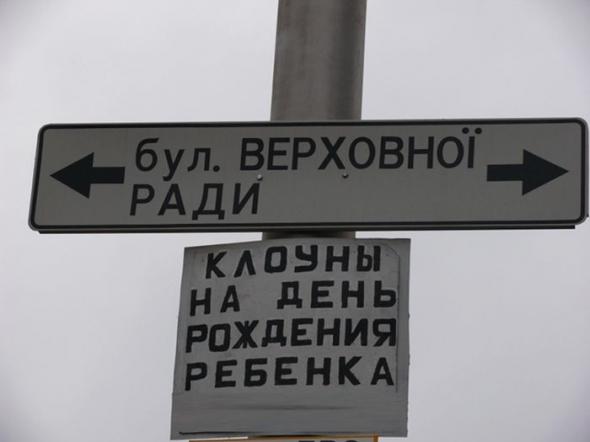 бул. ВЕРХОВНОЇ
РАДИ
КЛОУНЫ
НА ДЕНЬ
РОЖДЕНИЯ
РЕБЕНКА